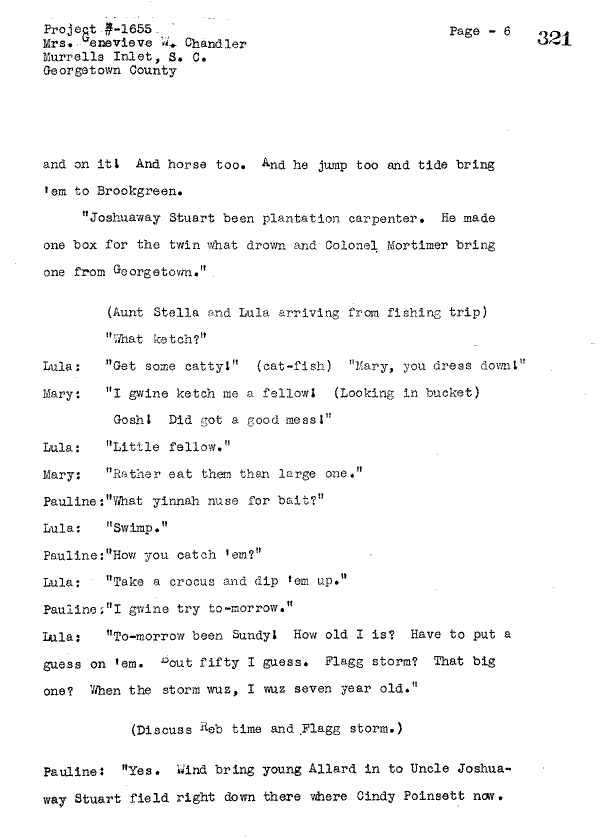 Project #-1655
Page - 6
321
Mrs. Genevieve W. Chandler
Murrells Inlet, S. C.
Georgetown County
and on it! And horse too. And he jump too and tide bring
'em to Brookgreen.
"Joshuaway Stuart been plantation carpenter. He made
one box for the twin what drown and Colonel Mortimer bring
one from Georgetown."
(Aunt Stella and Lula arriving from fishing trip)
"What ketch?"
Lula: "Get some catty!" (cat-fish) "Mary, you dress down!"
Mary: "I gwine ketch me a fellow! (Looking in bucket)
Gosh! Did got a good mess!"
Lula: "Little fellow."
Mary: "Rather eat them than large one."
Pauline:"What yinnah nuse for bait?"
Lula: "Swimp."
Pauline:"How you catch 'em?"
Lula: "Take a crocus and dip 'em up."
Pauline:"I gwine try to-morrow."
Lula: "To-morrow been Sundy! How old I is? Have to put a
guess on 'em. Bout fifty I guess. Flagg storm? That big
one? When the storm wuz, I wuz seven year old."
(Discuss Reb time and Flagg storm.)
Pauline: "Yes. Wind bring young Allard in to Uncle Joshua-
way Stuart field right down there where Cindy Poinsett now.